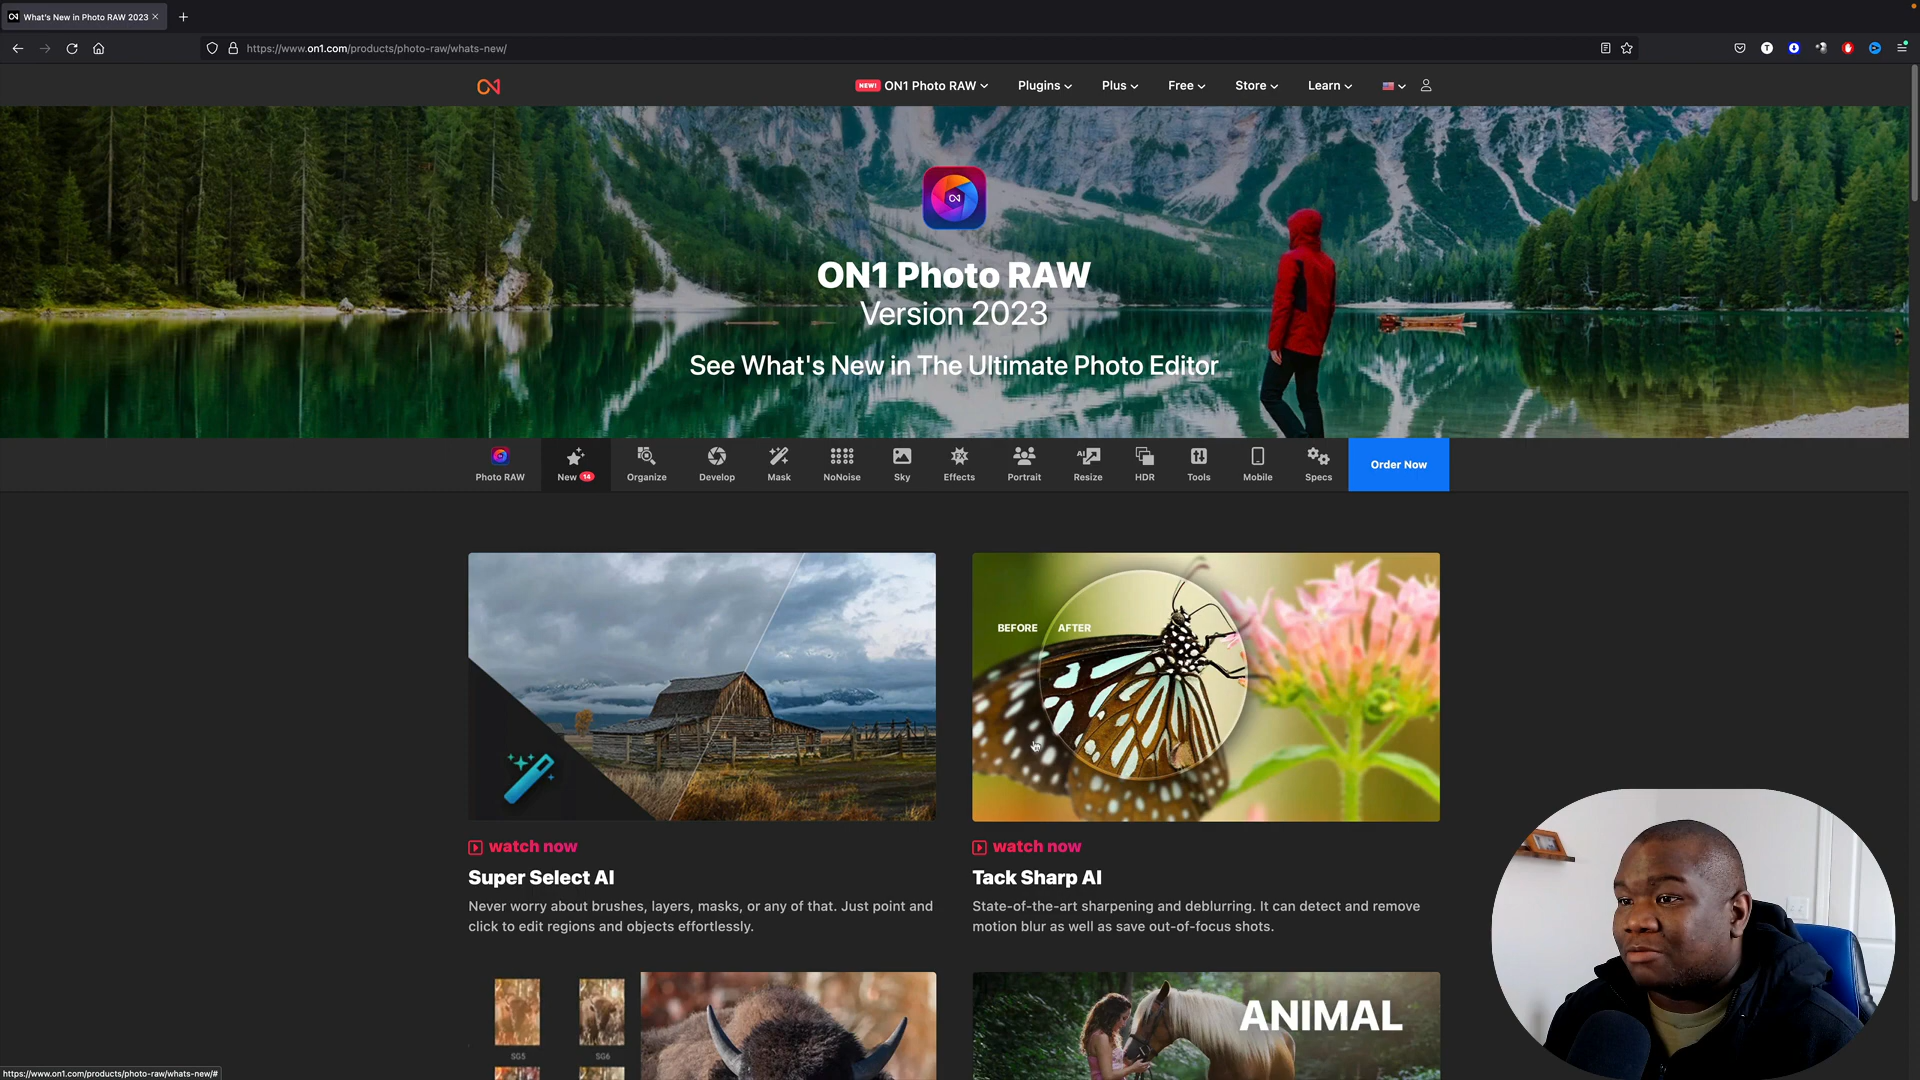 What's New in Photo RAW 2023
https://www.on1.com/products/photo-raw/whats-new/
NEW! ON1 Photo RAW
Plugins
Plus
Free
Store
Learn
ON1 Photo RAW
Version 2023
See What's New in The Ultimate Photo Editor
Photo RAW
New 14
Organize
Develop
Mask
NoNoise
Sky
FX
Effects
Portrait
AI
Resize
HDR
Tools
Mobile
Specs
Order Now
BEFORE AFTER
watch now
Super Select AI
Never worry about brushes, layers, masks, or any of that. Just point and
click to edit regions and objects effortlessly.
watch now
Tack Sharp AI
State-of-the-art sharpening and deblurring. It can detect and remove
motion blur as well as save out-of-focus shots.
SG5
SG6
ANIMAL
https://www.on1.com/products/photo-raw/whats-new/#